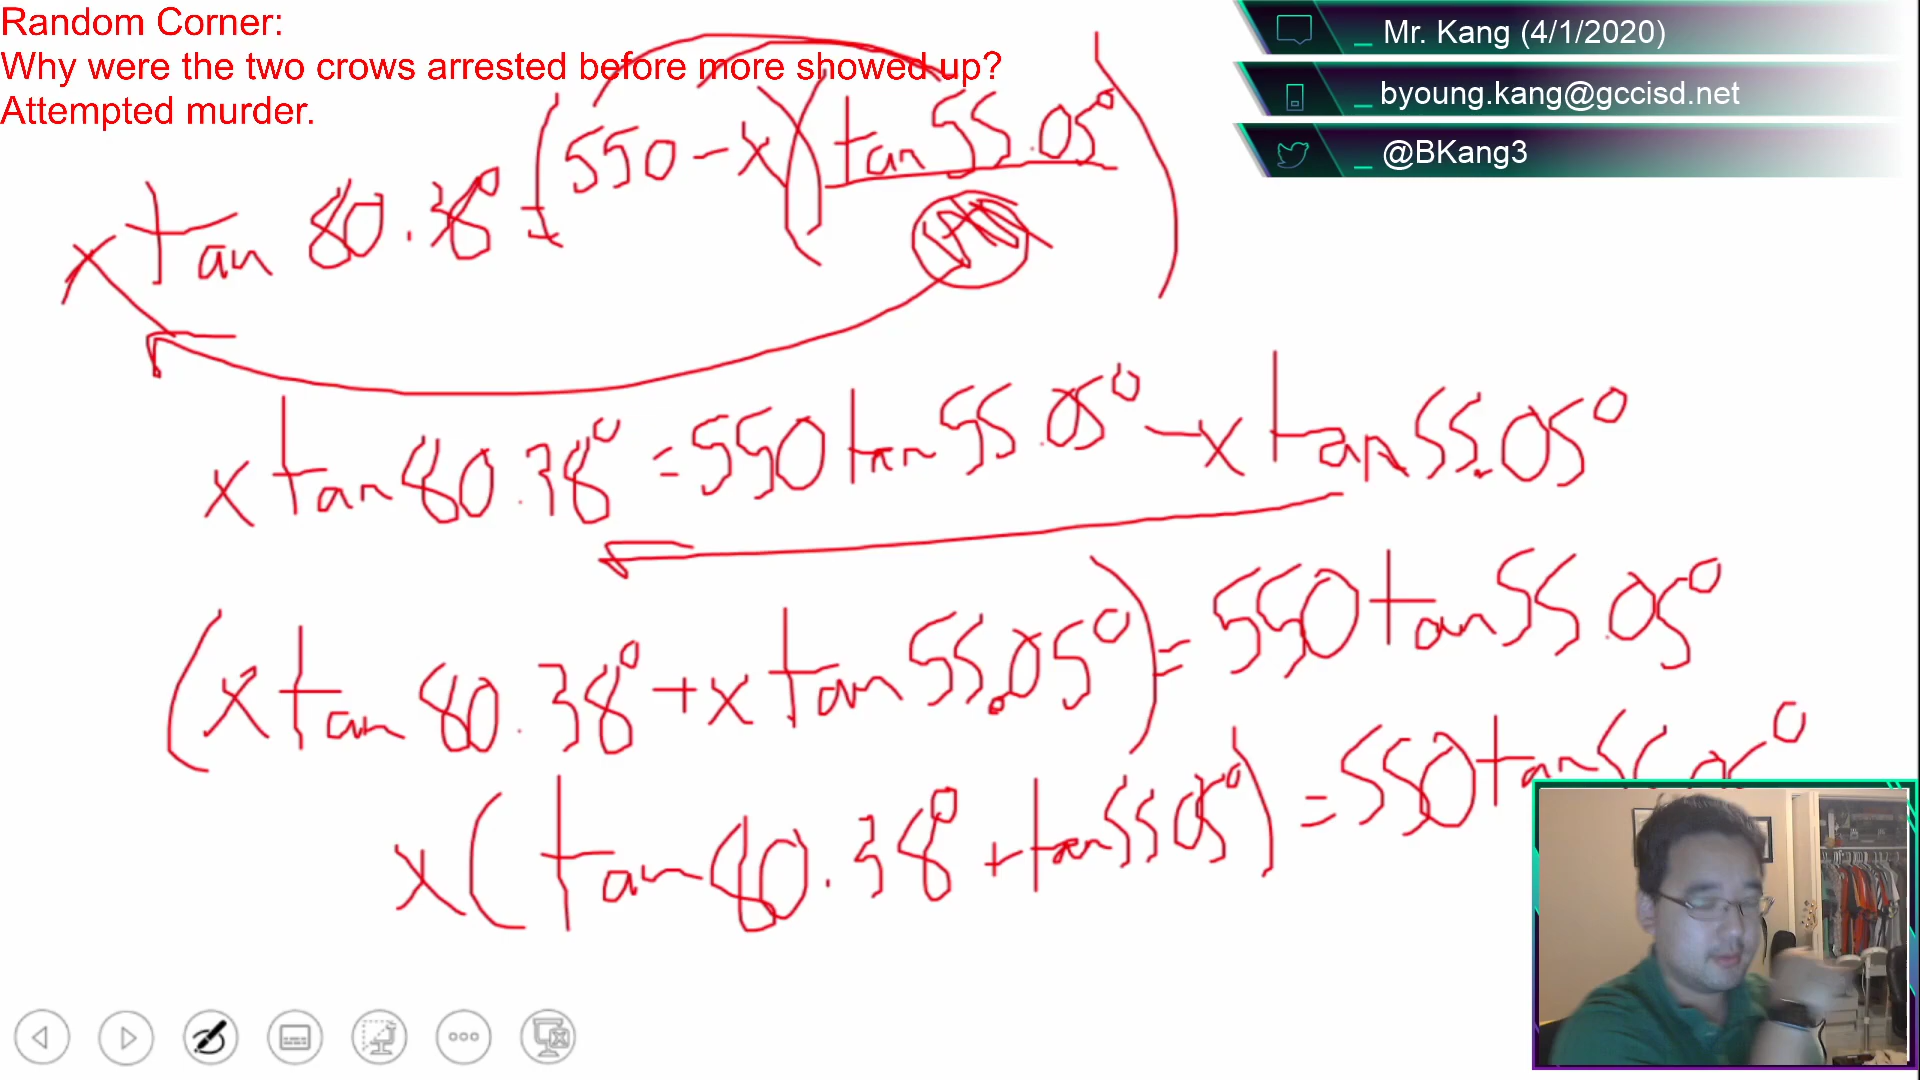 Random Corner:
Why were the two crows arrested before more showed up?
Attempted murder.
_ Mr. Kang (4/1/2020)
_ byoung.kang@gccisd.net
_ @BKang3
x tan 80.38° = (550 - x)(tan 55.05°)
x tan 80.38° = 550 tan 55.05° - x tan 55.05°
(x tan 80.38° + x tan 55.05°) = 550 tan 55.05°
x(tan 80.38° + tan 55.05°) = 550 tan